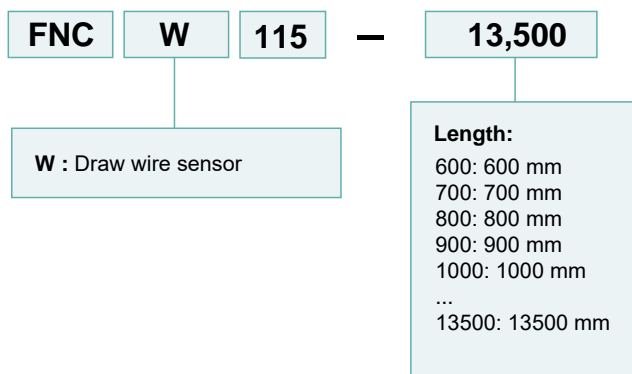 FNC W 115 – 13,500
W : Draw wire sensor
Length:
600: 600 mm
700: 700 mm
800: 800 mm
900: 900 mm
1000: 1000 mm
...
13500: 13500 mm